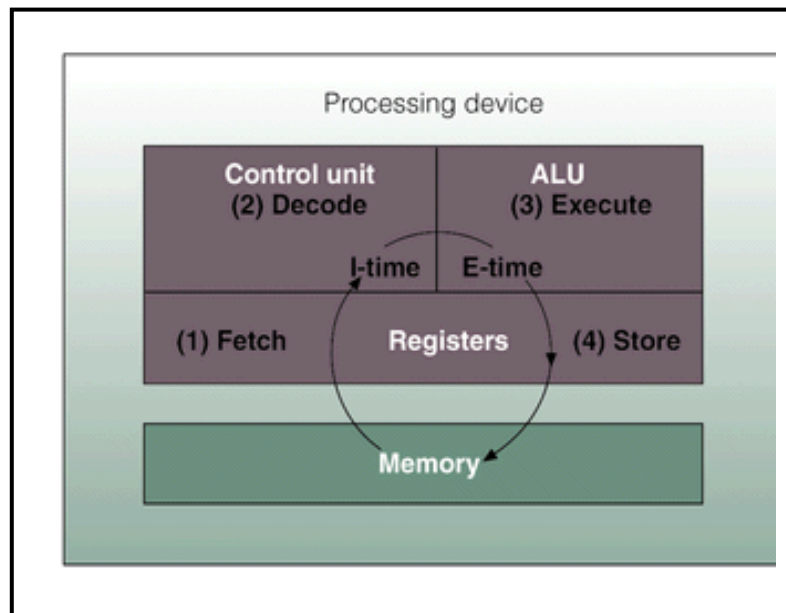 Processing device
Control unit
(2) Decode
ALU
(3) Execute
I-time
E-time
(1) Fetch
Registers
(4) Store
Memory